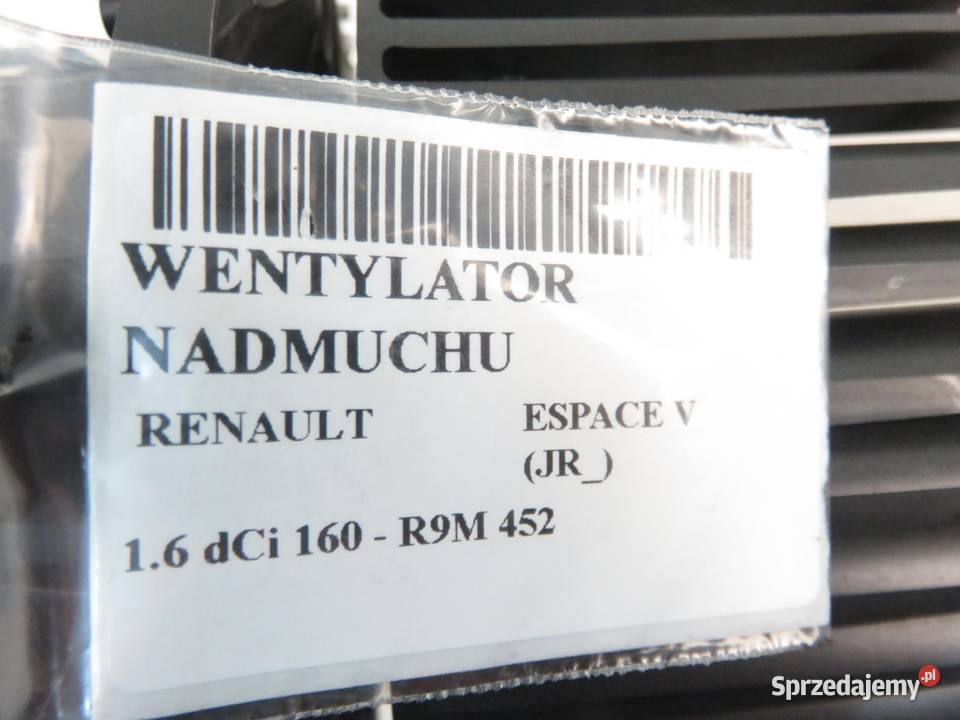 WENTYLATOR
NADMUCHU
RENAULT ESPACE V
(JR_)
1.6 dCi 160 - R9M 452
Sprzedajemy.pl